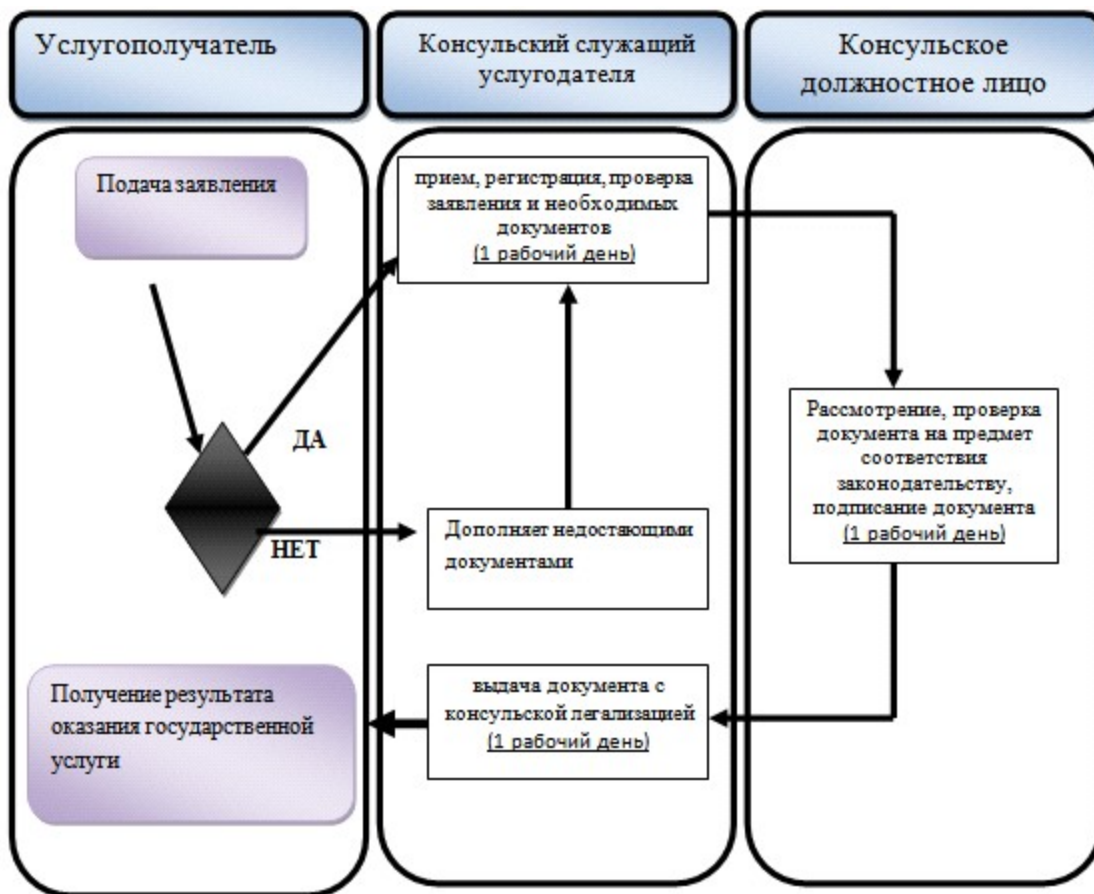 Услугополучатель
Консульский служащий
услугодателя
Консульское
должностное лицо
Подача заявления
прием, регистрация, проверка
заявления и необходимых
документов
(1 рабочий день)
ДА
НЕТ
Дополняет недостающими
документами
Рассмотрение, проверка
документа на предмет
соответствия
законодательству,
подписание документа
(1 рабочий день)
выдача документа с
консульской легализацией
(1 рабочий день)
Получение результата
оказания государственной
услуги